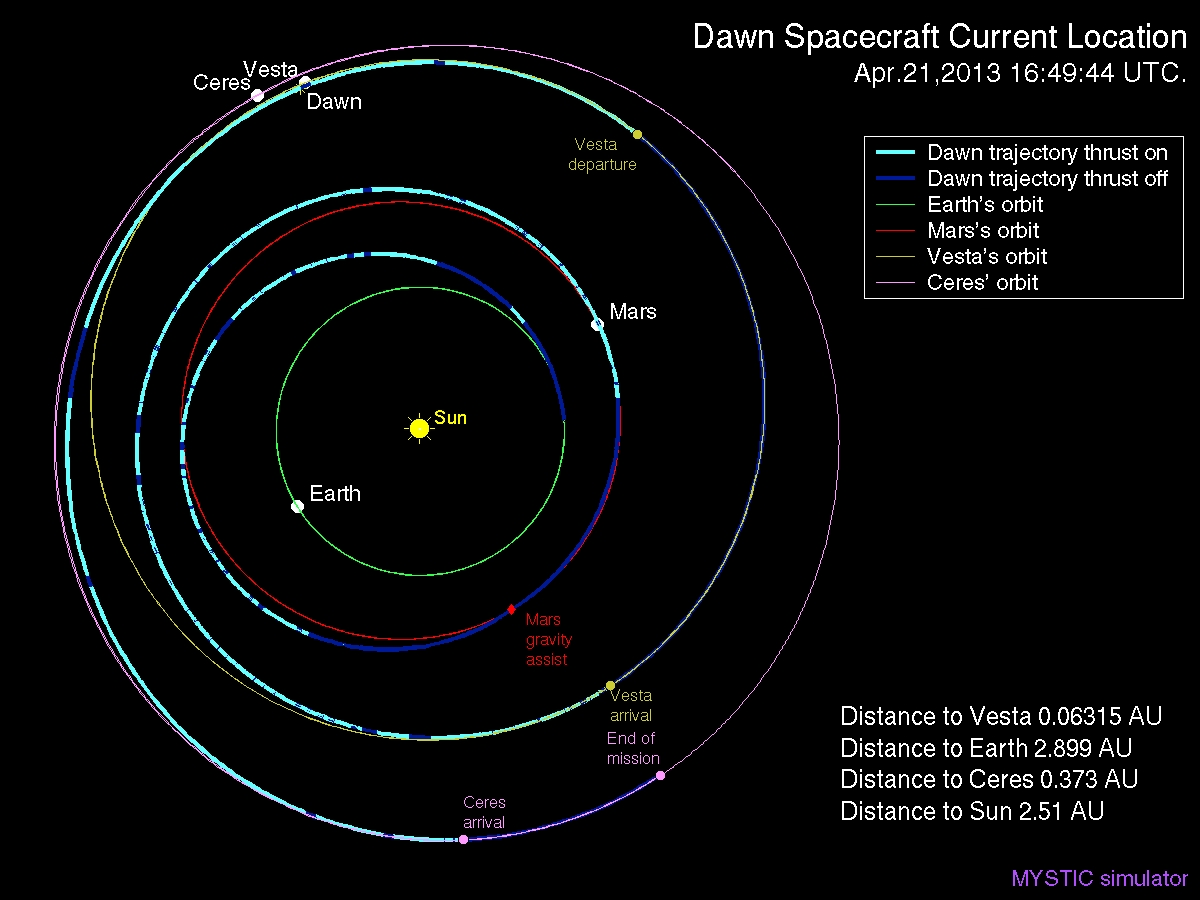 Dawn Spacecraft Current Location
Apr.21,2013 16:49:44 UTC.
Vesta
Ceres
Dawn
Vesta
departure
Dawn trajectory thrust on
Dawn trajectory thrust off
Earth's orbit
Mars's orbit
Vesta's orbit
Ceres' orbit
Mars
Sun
Earth
Mars
gravity
assist
Vesta
arrival
End of
mission
Ceres
arrival
Distance to Vesta 0.06315 AU
Distance to Earth 2.899 AU
Distance to Ceres 0.373 AU
Distance to Sun 2.51 AU
MYSTIC simulator